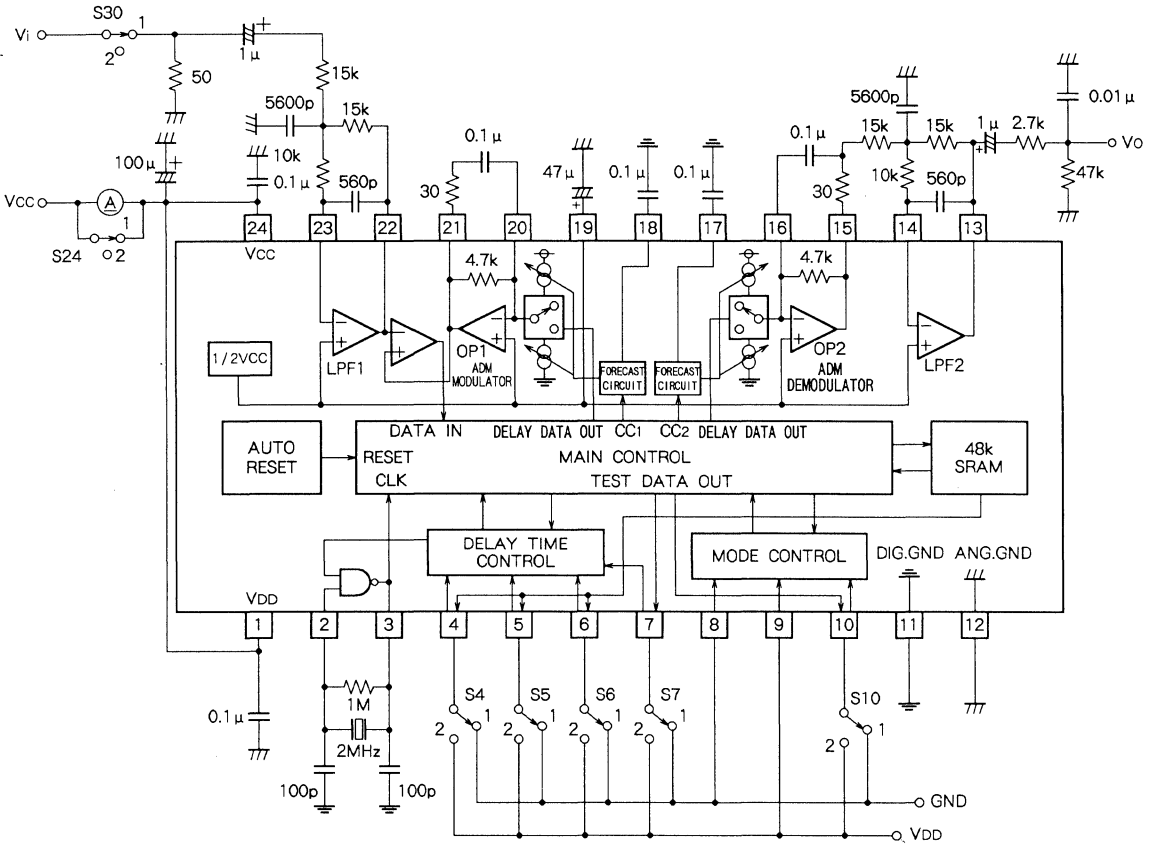 S30
1
Vi
2
50
1μ
+
15k
5600p
15k
100μ
+
10k
0.1μ
560p
Vcc
A
1
S24
2
0.1μ
30
47μ
+
0.1μ
0.1μ
0.1μ
15k
30
5600p
15k
10k
560p
1μ
+
2.7k
0.01μ
Vo
47k
24
23
22
21
20
19
18
17
16
15
14
13
Vcc
4.7k
4.7k
− +
LPF1
− +
− +
OP1
ADM
MODULATOR
1/2VCC
FORECAST
CIRCUIT
FORECAST
CIRCUIT
− +
OP2
ADM
DEMODULATOR
− +
LPF2
DATA IN
DELAY DATA OUT
CC1
CC2
DELAY DATA OUT
AUTO
RESET
RESET
MAIN CONTROL
CLK
TEST DATA OUT
48k
SRAM
DELAY TIME
CONTROL
MODE CONTROL
DIG.GND
ANG.GND
VDD
1
2
3
4
5
6
7
8
9
10
11
12
0.1μ
1M
2MHz
100p
100p
S4
1
2
S5
1
2
S6
1
2
S7
1
2
S10
1
2
GND
VDD